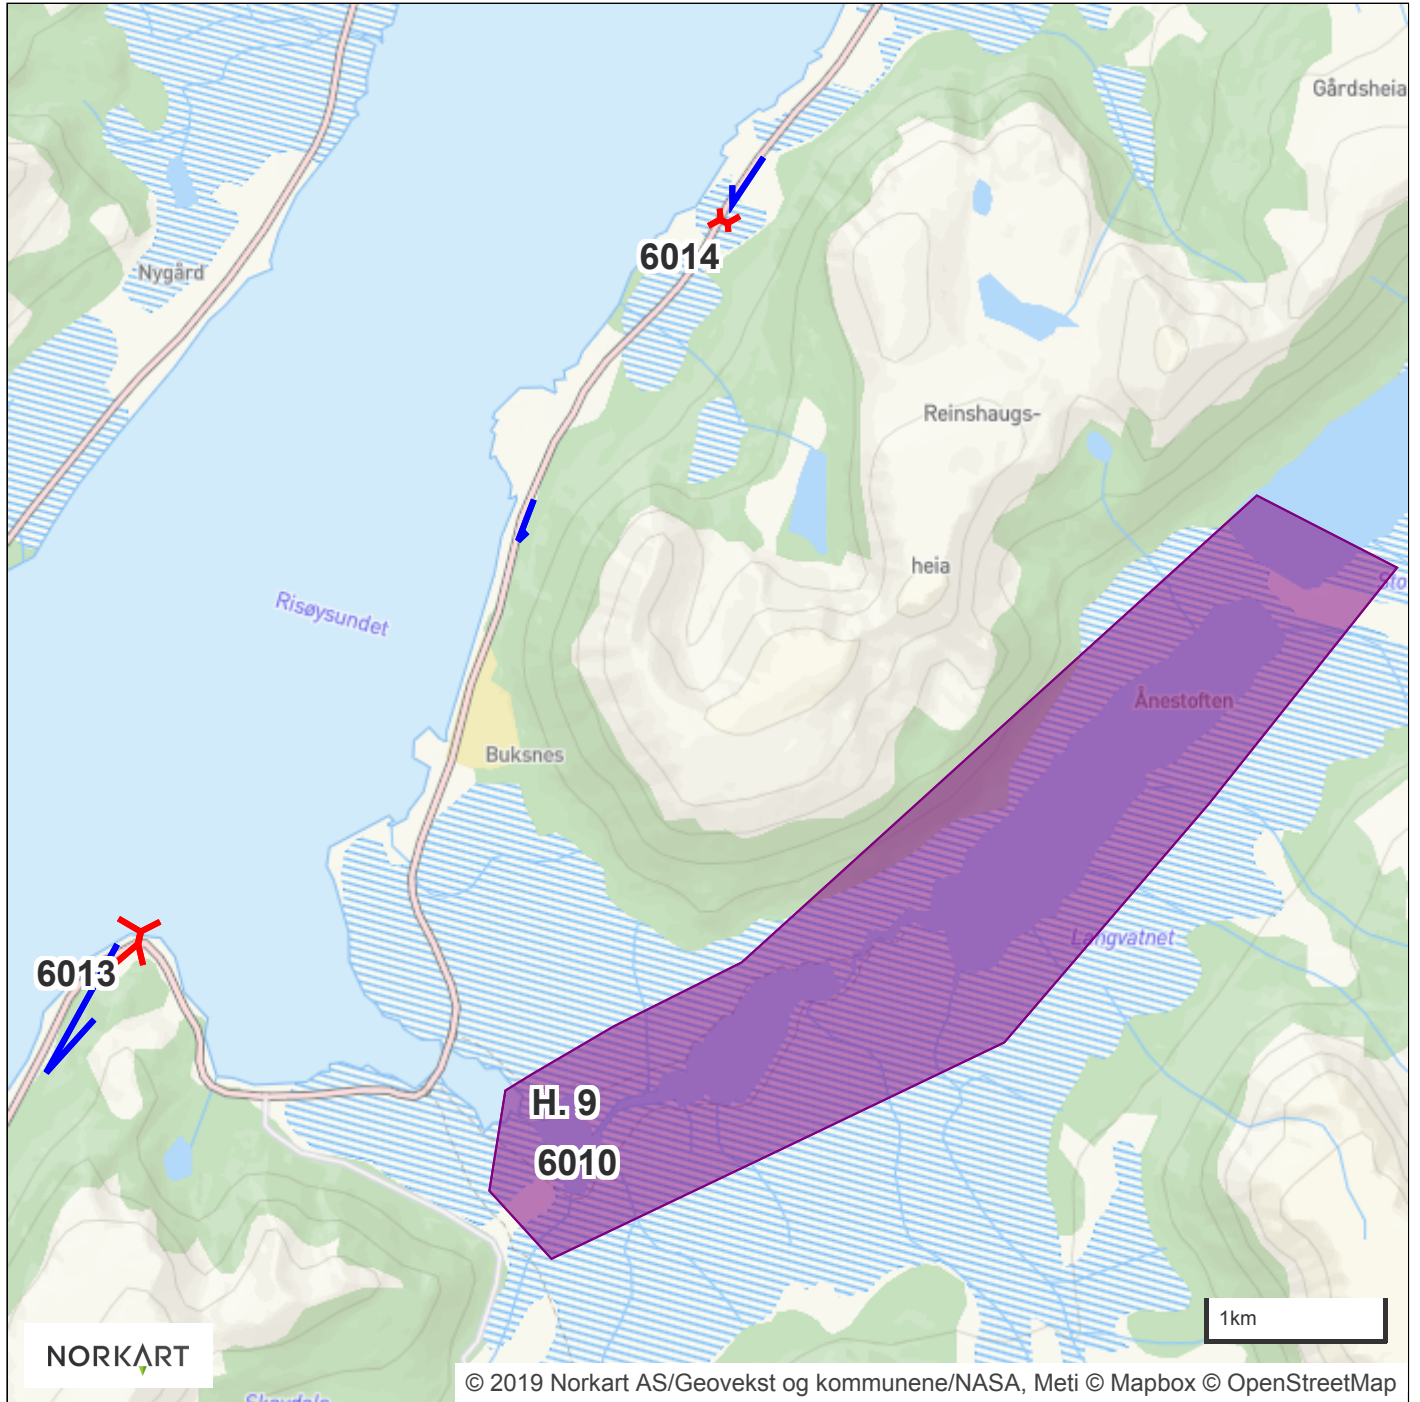 Gårdsheia
6014
Nygård
Reinshaugs-
heia
Risøysundet
Sto
Ånestoften
Buksnes
Langvatnet
6013
H. 9
6010
1km
NORKART
© 2019 Norkart AS/Geovekst og kommunene/NASA, Meti © Mapbox © OpenStreetMap